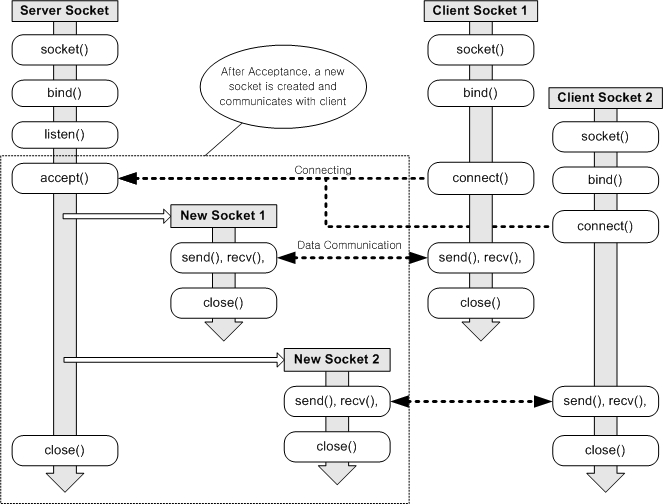 Server Socket
socket()
bind()
listen()
accept()
close()
After Acceptance, a new
socket is created and
communicates with client
Client Socket 1
socket()
bind()
connect()
send(), recv(),
close()
Client Socket 2
socket()
bind()
connect()
send(), recv(),
close()
Connecting
New Socket 1
send(), recv(),
close()
Data Communication
New Socket 2
send(), recv(),
close()